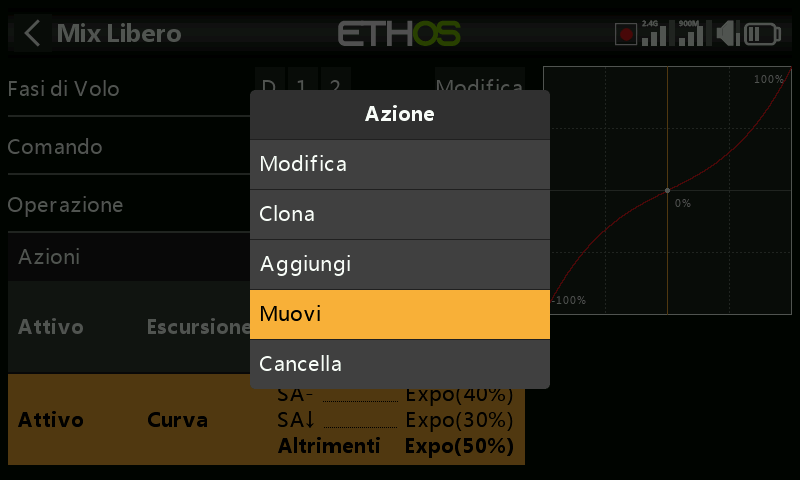 Mix Libero
ETHOS
2.4G
900M
Fasi di Volo
D 1 2
Modifica
Comando
Operazione
Azioni
Attivo Escursione
Attivo Curva
SA- Expo(40%)
SA↓ Expo(30%)
Altrimenti Expo(50%)
Azione
Modifica
Clona
Aggiungi
Muovi
Cancella
100%
0%
-100%